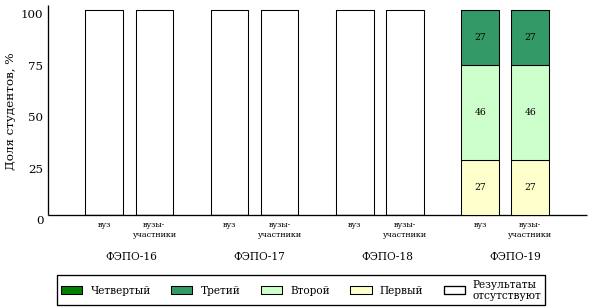 Доля студентов, %
100
75
50
25
0
27
27
46
46
27
27
вуз
вузы-
участники
вуз
вузы-
участники
вуз
вузы-
участники
вуз
вузы-
участники
ФЭПО-16
ФЭПО-17
ФЭПО-18
ФЭПО-19
Четвертый
Третий
Второй
Первый
Результаты
отсутствуют